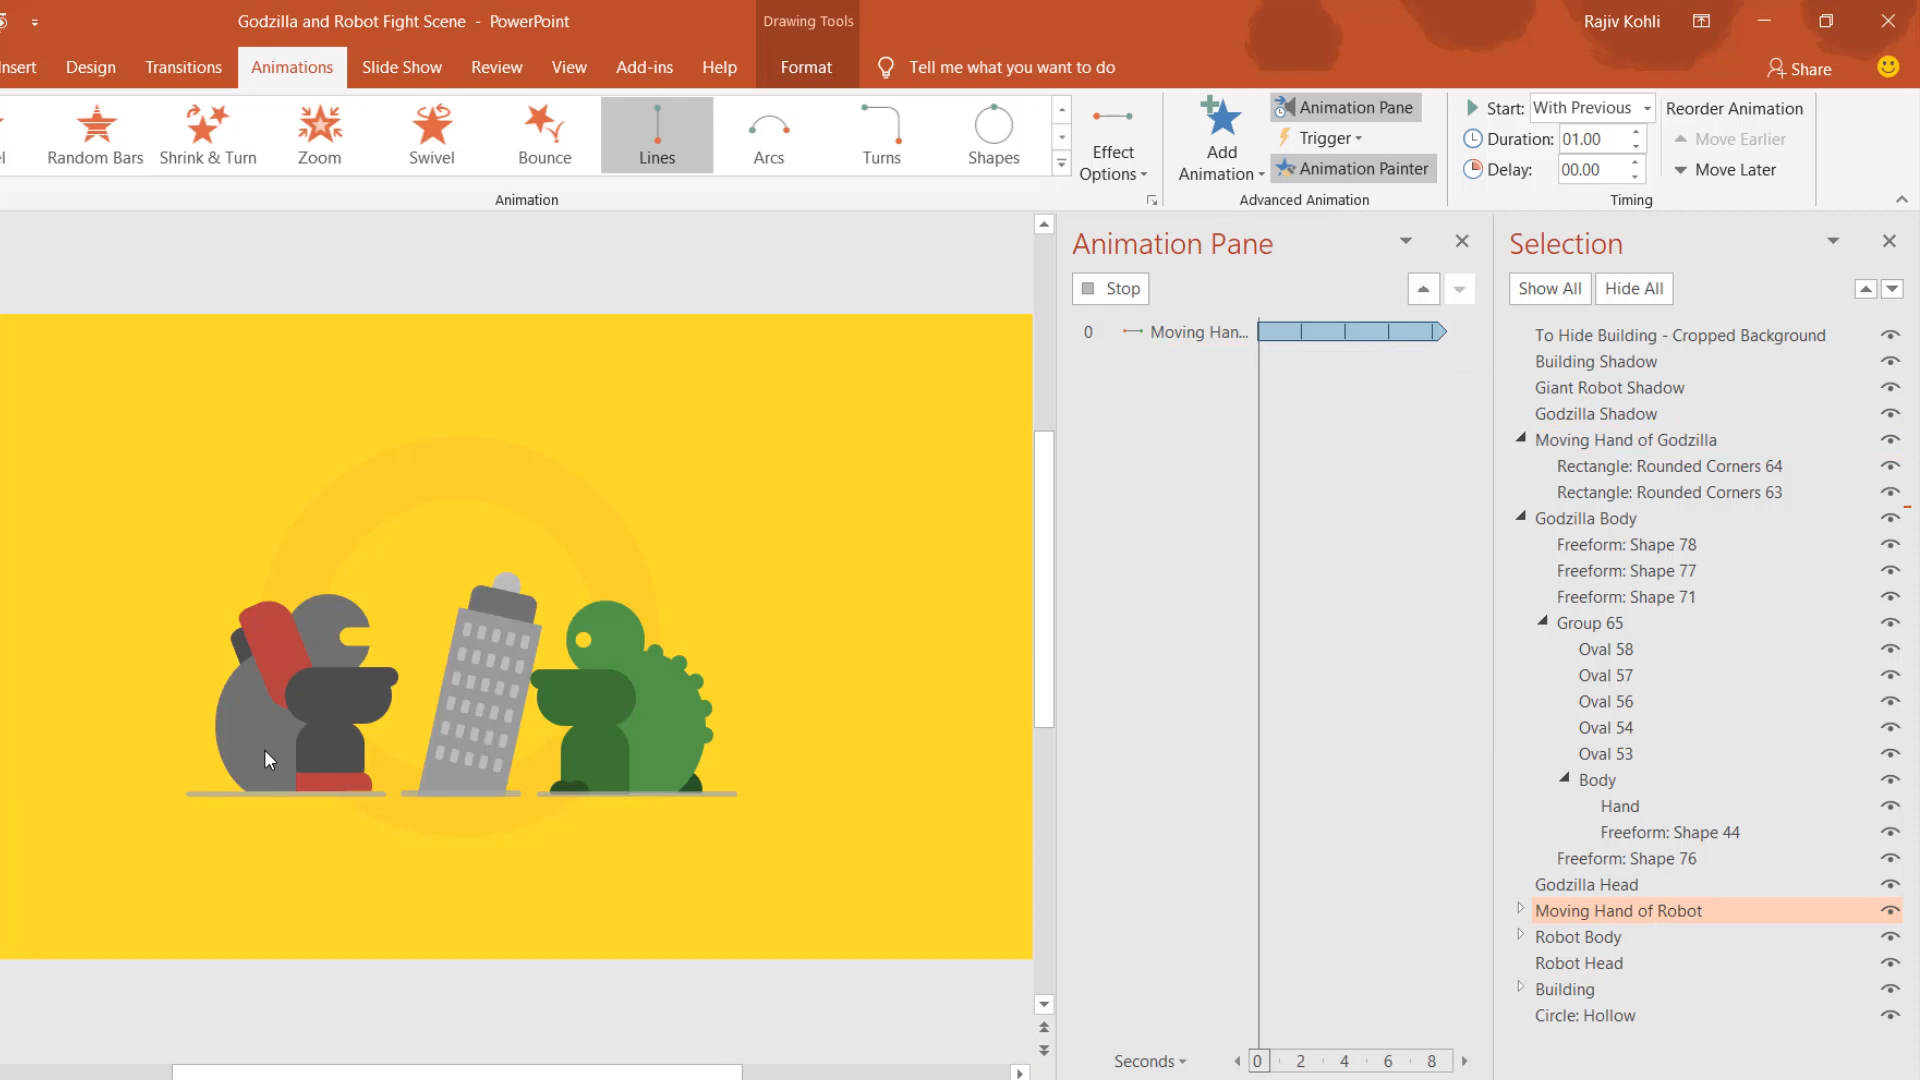 Godzilla and Robot Fight Scene - PowerPoint
Drawing Tools
Rajiv Kohli
nsert
Design
Transitions
Animations
Slide Show
Review
View
Add-ins
Help
Format
Tell me what you want to do
Share
el
Random Bars
Shrink & Turn
Zoom
Swivel
Bounce
Lines
Arcs
Turns
Shapes
Effect
Options
Add
Animation
Animation Pane
Trigger
Animation Painter
Start: With Previous
Duration: 01.00
Delay: 00.00
Reorder Animation
Move Earlier
Move Later
Animation
Advanced Animation
Timing
Animation Pane
Stop
0 Moving Han...
Seconds
0 2 4 6 8
Selection
Show All
Hide All
To Hide Building - Cropped Background
Building Shadow
Giant Robot Shadow
Godzilla Shadow
Moving Hand of Godzilla
Rectangle: Rounded Corners 64
Rectangle: Rounded Corners 63
Godzilla Body
Freeform: Shape 78
Freeform: Shape 77
Freeform: Shape 71
Group 65
Oval 58
Oval 57
Oval 56
Oval 54
Oval 53
Body
Hand
Freeform: Shape 44
Freeform: Shape 76
Godzilla Head
Moving Hand of Robot
Robot Body
Robot Head
Building
Circle: Hollow